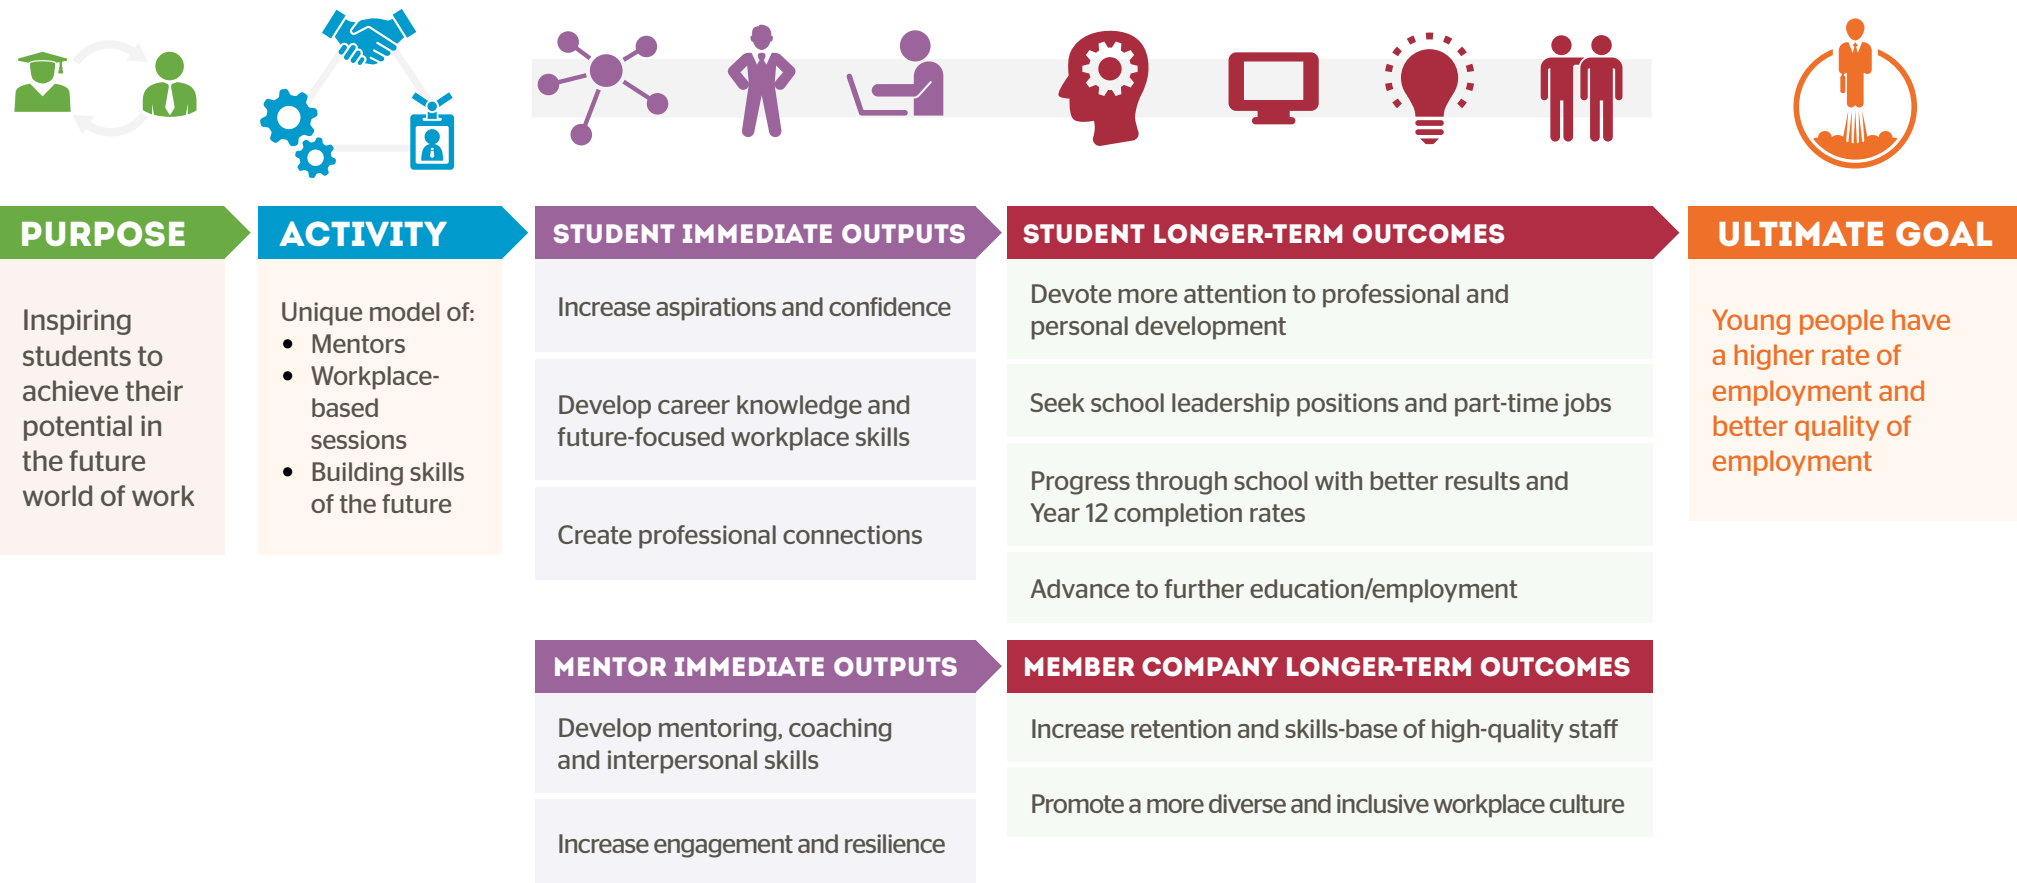 PURPOSE
Inspiring
students to
achieve their
potential in
the future
world of work
ACTIVITY
Unique model of:
• Mentors
• Workplace-
based
sessions
• Building skills
of the future
STUDENT IMMEDIATE OUTPUTS
Increase aspirations and confidence
Develop career knowledge and
future-focused workplace skills
Create professional connections
STUDENT LONGER-TERM OUTCOMES
Devote more attention to professional and
personal development
Seek school leadership positions and part-time jobs
Progress through school with better results and
Year 12 completion rates
Advance to further education/employment
ULTIMATE GOAL
Young people have
a higher rate of
employment and
better quality of
employment
MENTOR IMMEDIATE OUTPUTS
Develop mentoring, coaching
and interpersonal skills
Increase engagement and resilience
MEMBER COMPANY LONGER-TERM OUTCOMES
Increase retention and skills-base of high-quality staff
Promote a more diverse and inclusive workplace culture